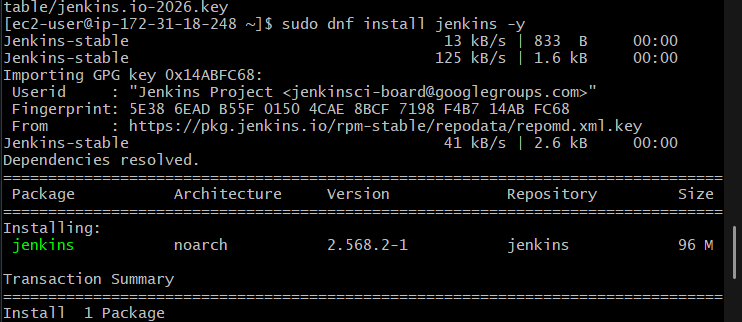 table/jenkins.io-2026.key
[ec2-user@ip-172-31-18-248 ~]$ sudo dnf install jenkins -y
Jenkins-stable                                   13 kB/s | 833  B     00:00
Jenkins-stable                                  125 kB/s | 1.6 kB     00:00
Importing GPG key 0x14ABFC68:
 Userid     : "Jenkins Project <jenkinsci-board@googlegroups.com>"
 Fingerprint: 5E38 6EAD B55F 0150 4CAE 8BCF 7198 F4B7 14AB FC68
 From       : https://pkg.jenkins.io/rpm-stable/repodata/repomd.xml.key
Jenkins-stable                                   41 kB/s | 2.6 kB     00:00
Dependencies resolved.
================================================================================
 Package          Architecture     Version              Repository         Size
================================================================================
Installing:
 jenkins          noarch           2.568.2-1            jenkins            96 M

Transaction Summary
================================================================================
Install  1 Package